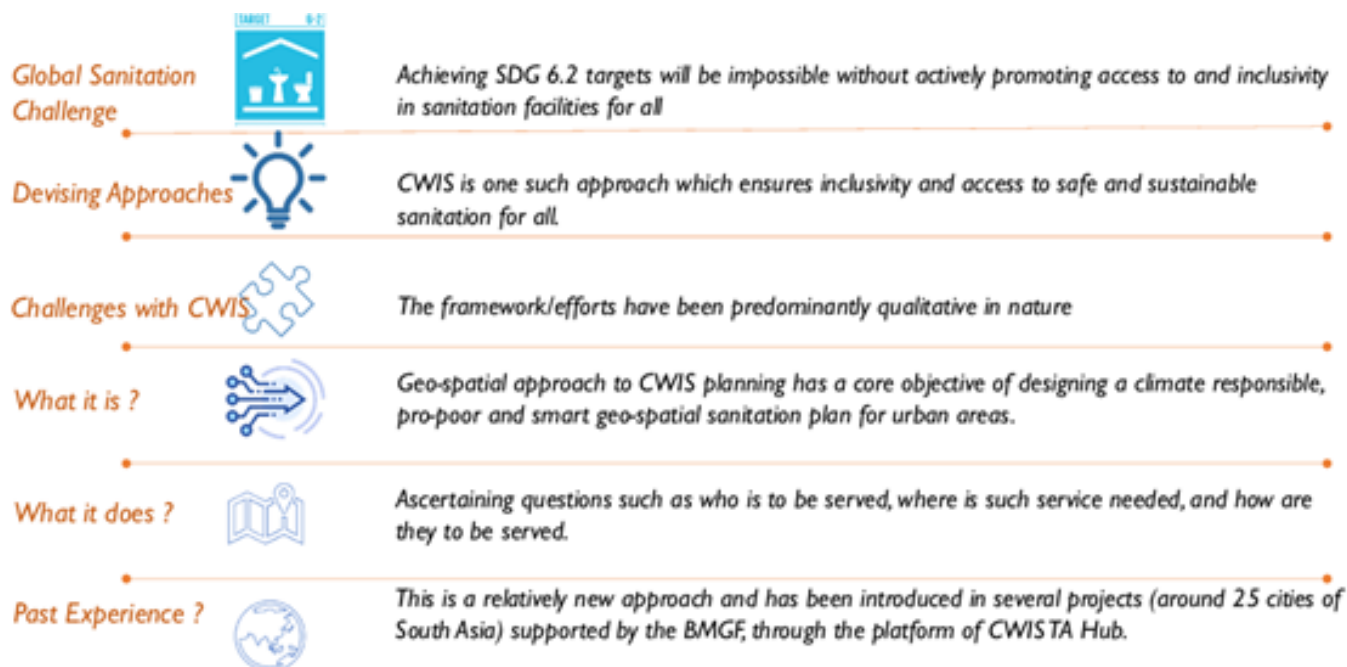 TARGET 6·2
Global Sanitation
Challenge
Achieving SDG 6.2 targets will be impossible without actively promoting access to and inclusivity
in sanitation facilities for all
Devising Approaches
CWIS is one such approach which ensures inclusivity and access to safe and sustainable
sanitation for all.
Challenges with CWIS
The framework/efforts have been predominantly qualitative in nature
What it is ?
Geo-spatial approach to CWIS planning has a core objective of designing a climate responsible,
pro-poor and smart geo-spatial sanitation plan for urban areas.
What it does ?
Ascertaining questions such as who is to be served, where is such service needed, and how are
they to be served.
Past Experience ?
This is a relatively new approach and has been introduced in several projects (around 25 cities of
South Asia) supported by the BMGF, through the platform of CWIS TA Hub.